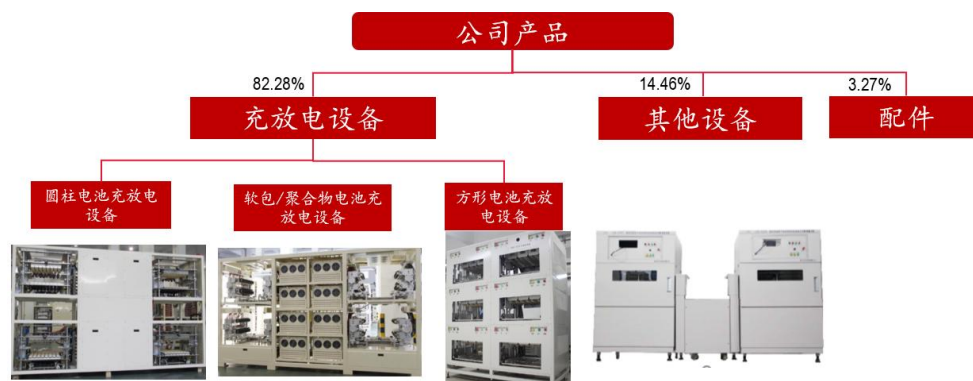 公司产品
82.28%
14.46%
3.27%
充放电设备
其他设备
配件
圆柱电池充放电
设备
软包/聚合物电池充
放电设备
方形电池充放
电设备